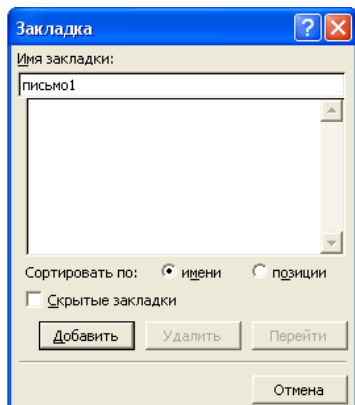 Закладка
Имя закладки:
письмо1
Сортировать по: имени позиции
Скрытые закладки
Добавить Удалить Перейти
Отмена